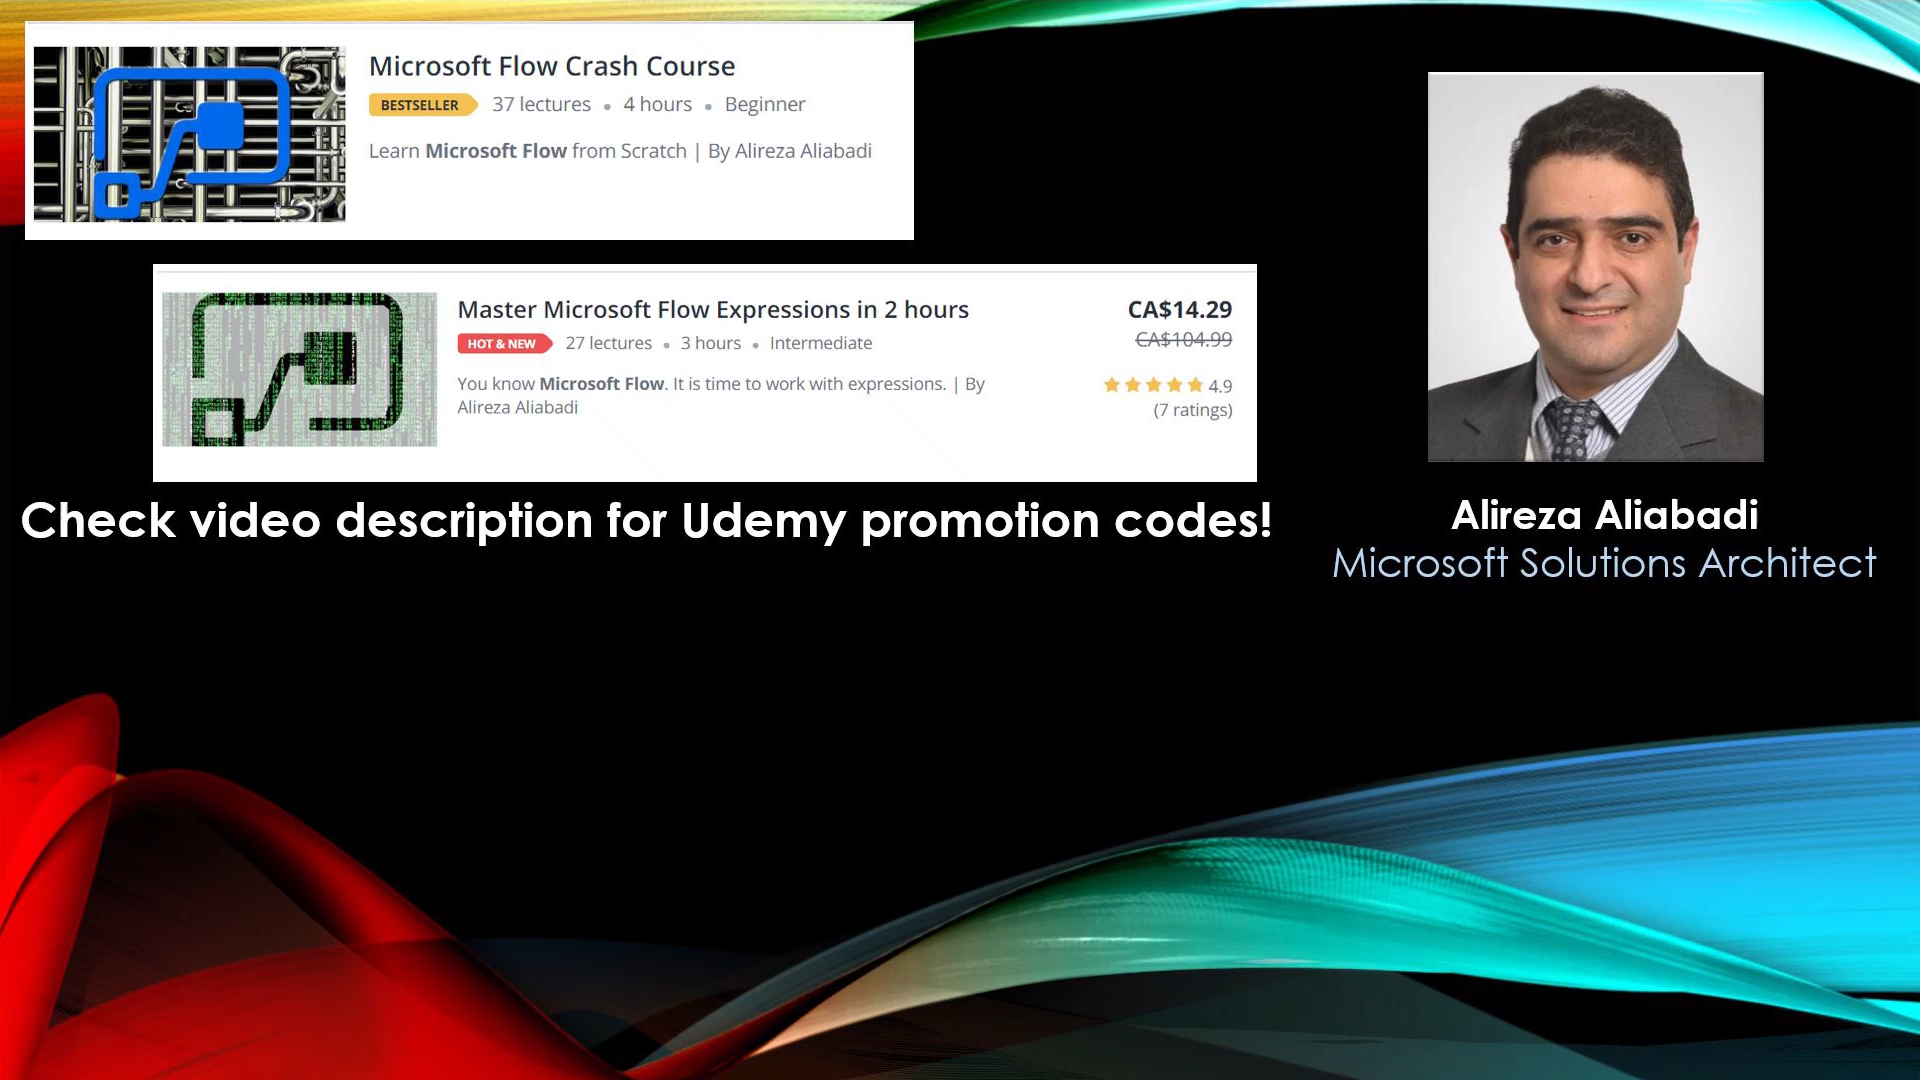 Microsoft Flow Crash Course
BESTSELLER 37 lectures • 4 hours • Beginner
Learn Microsoft Flow from Scratch | By Alireza Aliabadi
Master Microsoft Flow Expressions in 2 hours
HOT & NEW 27 lectures • 3 hours • Intermediate
You know Microsoft Flow. It is time to work with expressions. | By
Alireza Aliabadi
CA$14.29
CA$104.99
4.9
(7 ratings)
Check video description for Udemy promotion codes!
Alireza Aliabadi
Microsoft Solutions Architect